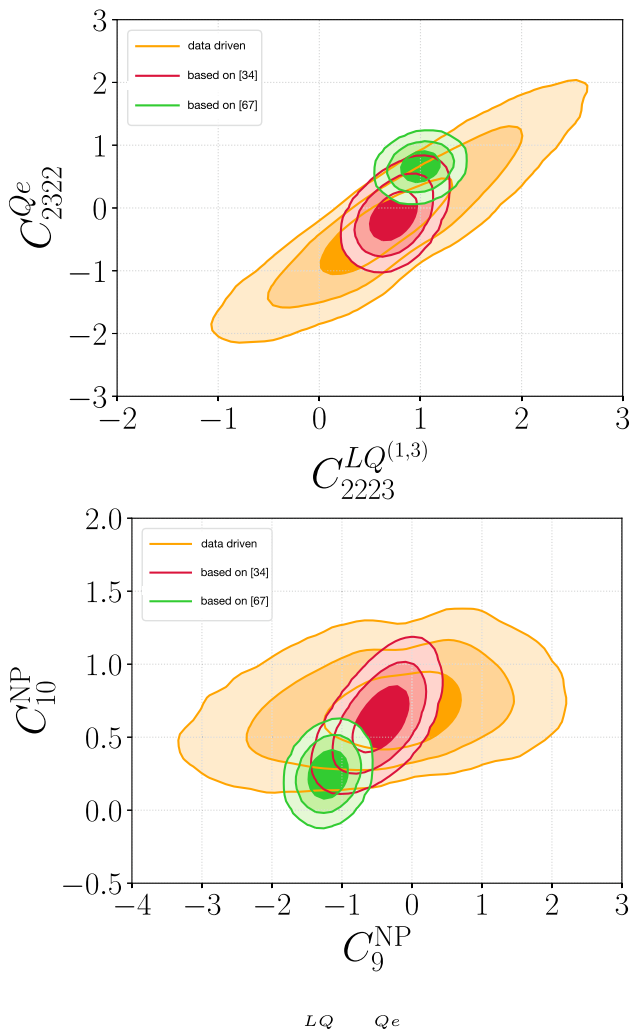 3
2
1
0
−1
−2
−3
−2 −1 0 1 2 3
C^{Qe}_{2322}
C^{LQ^{(1,3)}}_{2223}
data driven
based on [34]
based on [67]
2.0
1.5
1.0
0.5
0.0
−0.5
−4 −3 −2 −1 0 1 2 3
C^{NP}_{10}
C^{NP}_{9}
data driven
based on [34]
based on [67]
LQ Qe